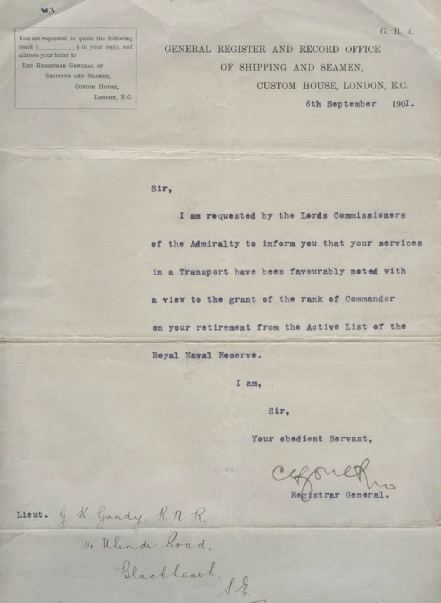 You are requested to quote the following
mark (              ) in your reply, and
address your letter to
THE REGISTRAR GENERAL OF
SHIPPING AND SEAMEN,
CUSTOM HOUSE,
LONDON, E.C.
G. R. 4.
GENERAL REGISTER AND RECORD OFFICE
OF SHIPPING AND SEAMEN,
CUSTOM HOUSE, LONDON, E.C.
6th September 1901.
Sir,
I am requested by the Lords Commissioners
of the Admiralty to inform you that your services
in a Transport have been favourably noted with
a view to the grant of the rank of Commander
on your retirement from the Active List of the
Royal Naval Reserve.
I am,
Sir,
Your obedient Servant,
Registrar General.
Lieut. G. K. Gandy, R N R.
14 Road,
Blackheath
S.E.